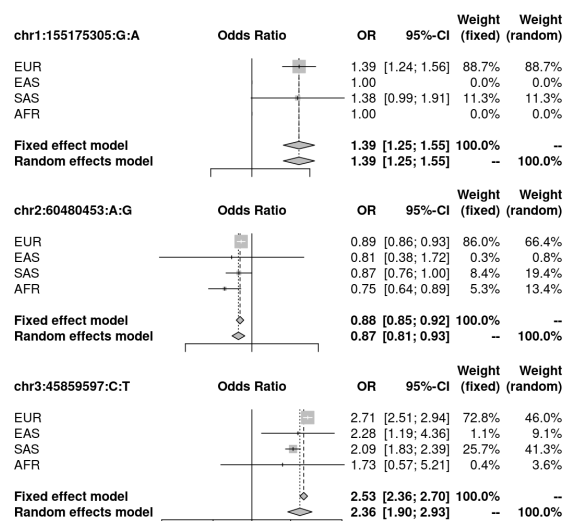 Weight Weight
chr1:155175305:G:A Odds Ratio OR 95%-CI (fixed) (random)
EUR 1.39 [1.24; 1.56] 88.7% 88.7%
EAS 1.00 0.0% 0.0%
SAS 1.38 [0.99; 1.91] 11.3% 11.3%
AFR 1.00 0.0% 0.0%
Fixed effect model 1.39 [1.25; 1.55] 100.0% --
Random effects model 1.39 [1.25; 1.55] -- 100.0%
Weight Weight
chr2:60480453:A:G Odds Ratio OR 95%-CI (fixed) (random)
EUR 0.89 [0.86; 0.93] 86.0% 66.4%
EAS 0.81 [0.38; 1.72] 0.3% 0.8%
SAS 0.87 [0.76; 1.00] 8.4% 19.4%
AFR 0.75 [0.64; 0.89] 5.3% 13.4%
Fixed effect model 0.88 [0.85; 0.92] 100.0% --
Random effects model 0.87 [0.81; 0.93] -- 100.0%
Weight Weight
chr3:45859597:C:T Odds Ratio OR 95%-CI (fixed) (random)
EUR 2.71 [2.51; 2.94] 72.8% 46.0%
EAS 2.28 [1.19; 4.36] 1.1% 9.1%
SAS 2.09 [1.83; 2.39] 25.7% 41.3%
AFR 1.73 [0.57; 5.21] 0.4% 3.6%
Fixed effect model 2.53 [2.36; 2.70] 100.0% --
Random effects model 2.36 [1.90; 2.93] -- 100.0%